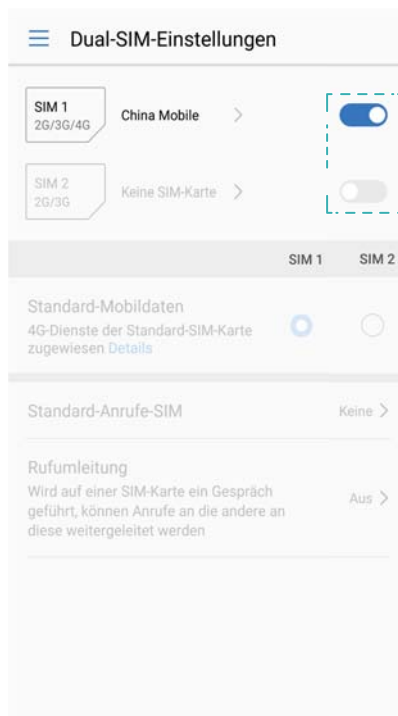 Dual-SIM-Einstellungen
SIM 1
2G/3G/4G
China Mobile
SIM 2
2G/3G
Keine SIM-Karte
SIM 1 SIM 2
Standard-Mobildaten
4G-Dienste der Standard-SIM-Karte
zugewiesen Details
Standard-Anrufe-SIM
Keine
Rufumleitung
Wird auf einer SIM-Karte ein Gespräch
geführt, können Anrufe an die andere an
diese weitergeleitet werden
Aus